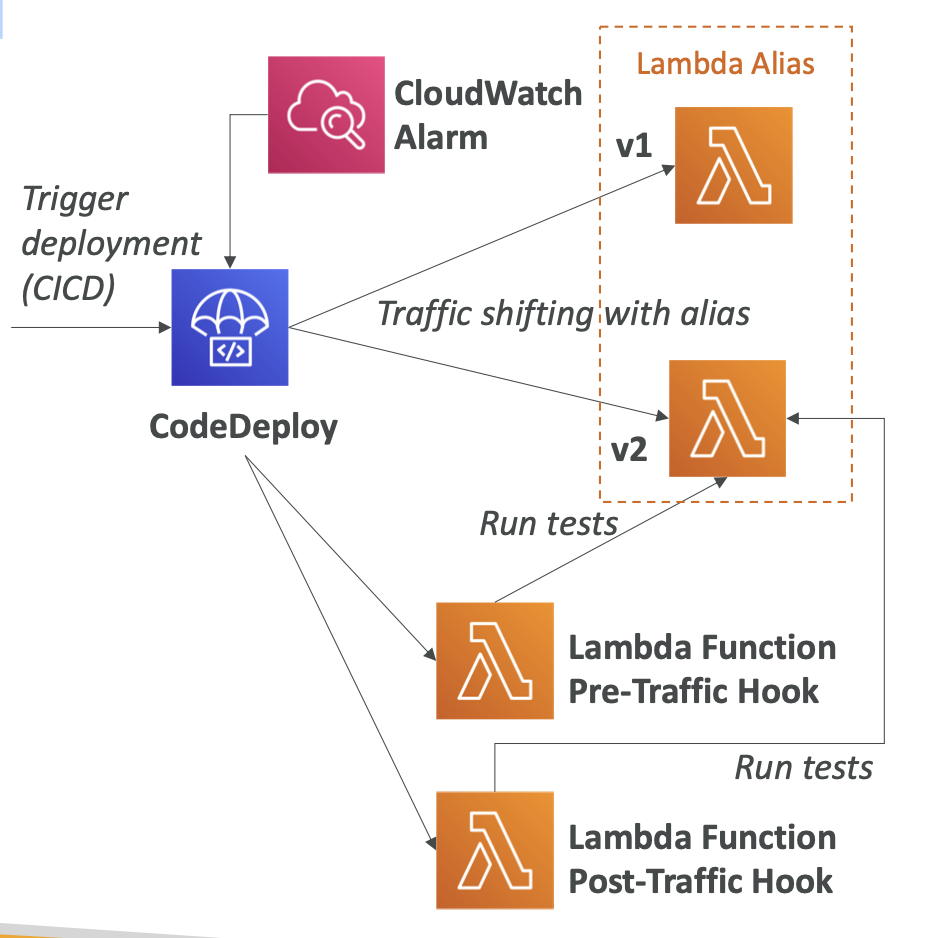 Lambda Alias
CloudWatch
Alarm
v1
Trigger
deployment
(CICD)
Traffic shifting with alias
</>
CodeDeploy
v2
Run tests
Lambda Function
Pre-Traffic Hook
Run tests
Lambda Function
Post-Traffic Hook